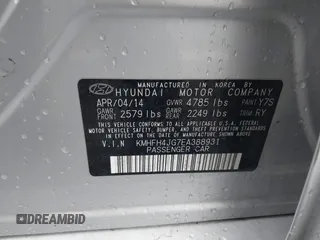 MANUFACTURED IN KOREA BY
HYUNDAI MOTOR COMPANY
APR/04/14 GVWR 4785 lbs PAINT Y7S
GAWR FRONT 2579 lbs GAWR REAR 2249 lbs TRIM RY
THIS VEHICLE CONFORMS TO ALL APPLICABLE
U.S.A. FEDERAL MOTOR VEHICLE SAFETY,
BUMPER, AND THEFT PREVENTION STANDARDS
IN EFFECT ON THE DATE OF
MANUFACTURE SHOWN ABOVE.
V.I.N KMHFH4JG7EA388931
PASSENGER CAR
DREAMBID